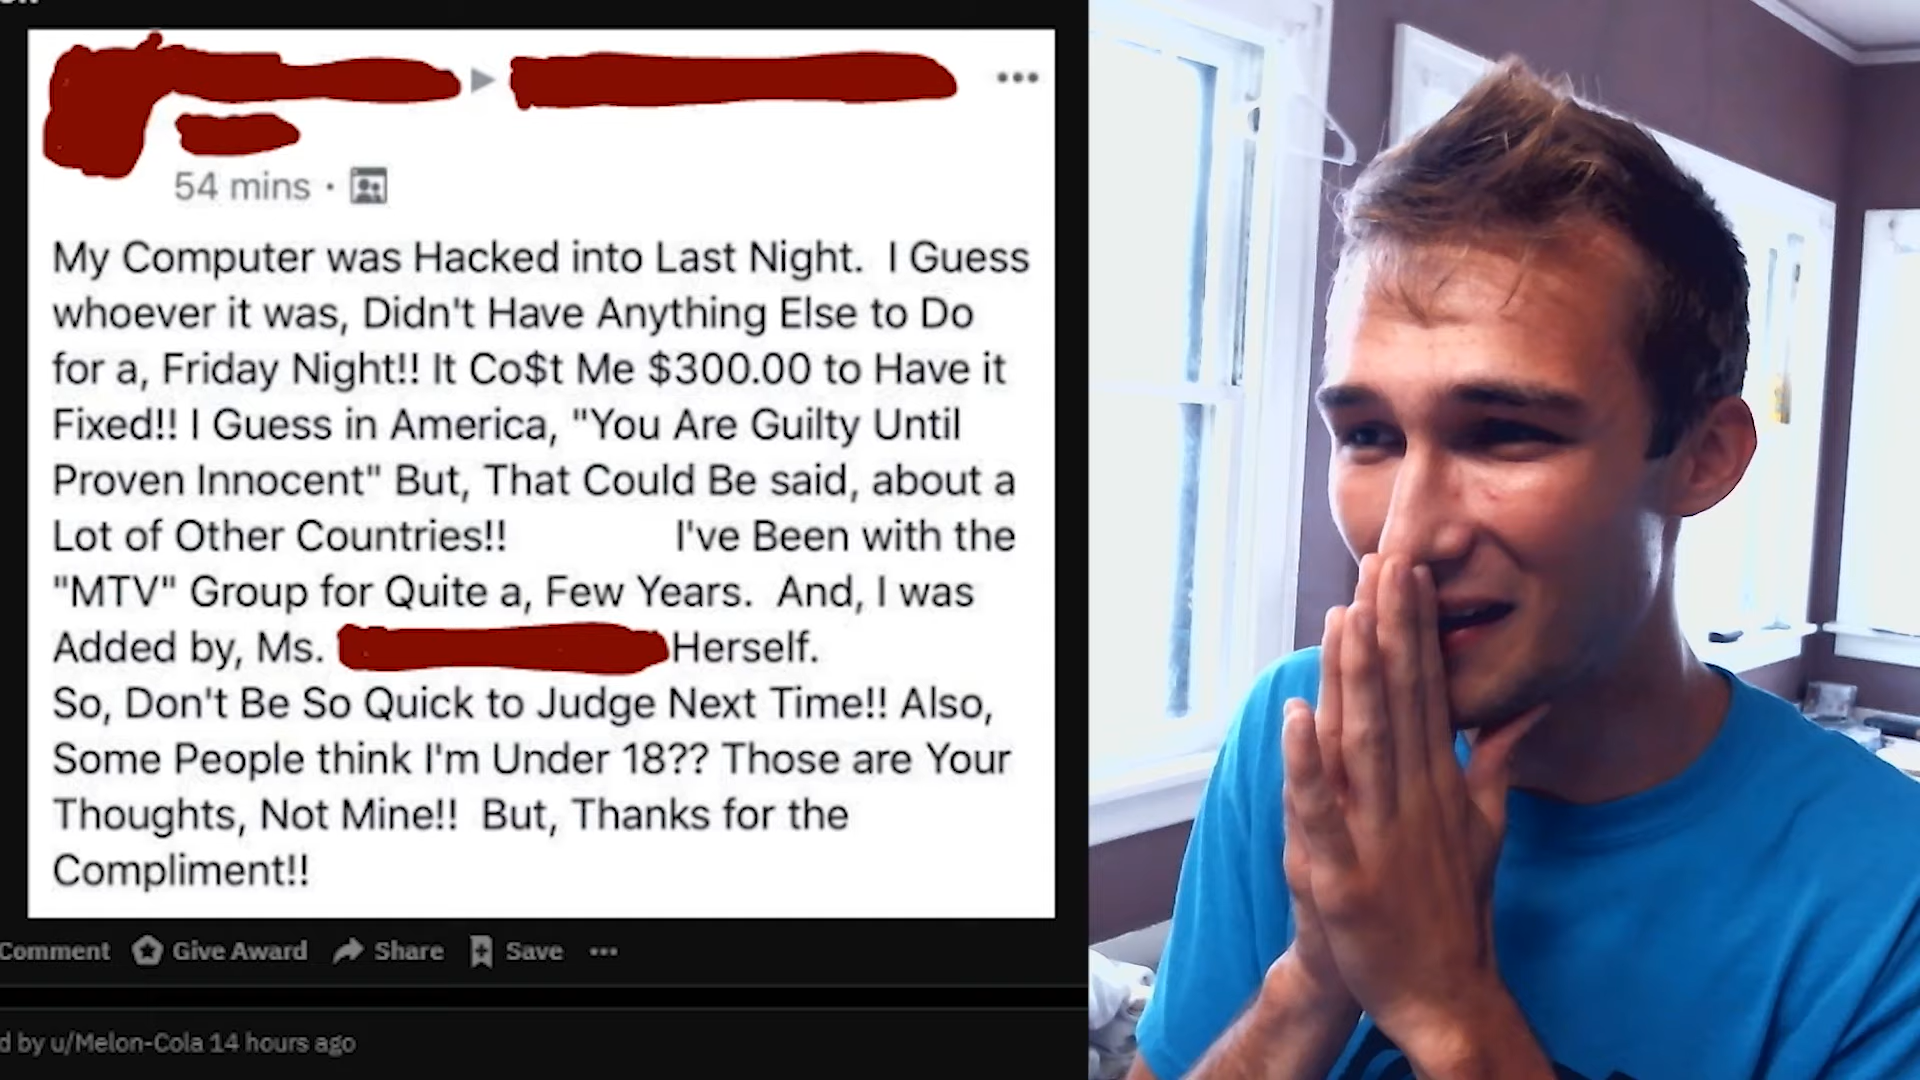 54 mins ·
My Computer was Hacked into Last Night.  I Guess
whoever it was, Didn't Have Anything Else to Do
for a, Friday Night!! It Co$t Me $300.00 to Have it
Fixed!! I Guess in America, "You Are Guilty Until
Proven Innocent" But, That Could Be said, about a
Lot of Other Countries!!          I've Been with the
"MTV" Group for Quite a, Few Years.  And, I was
Added by, Ms. Herself.
So, Don't Be So Quick to Judge Next Time!! Also,
Some People think I'm Under 18?? Those are Your
Thoughts, Not Mine!!  But, Thanks for the
Compliment!!
Comment Give Award Share Save
d by u/Melon-Cola 14 hours ago